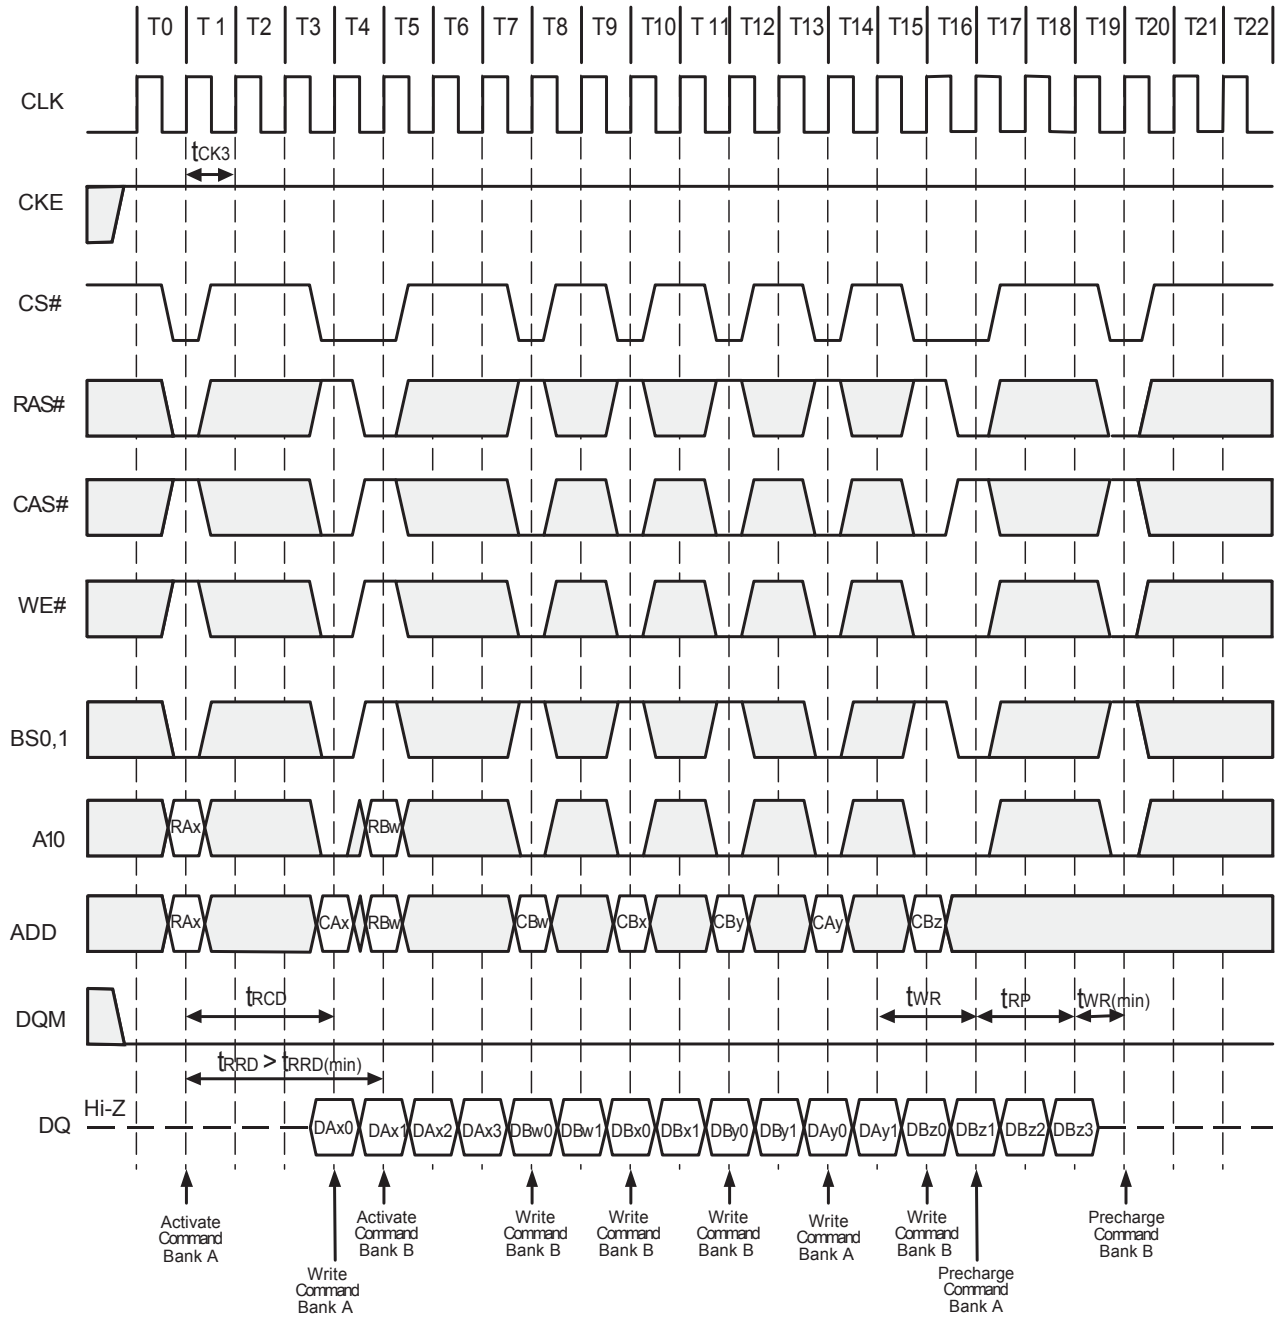 T0 T 1 T2 T3 T4 T5 T6 T7 T8 T9 T10 T 11 T12 T13 T14 T15 T16 T17 T18 T19 T20 T21 T22
CLK
tCK3
CKE
CS#
RAS#
CAS#
WE#
BS0,1
A10
RAx RBw
ADD
RAx CAx RBw CBw CBx CBy CAy CBz
DQM
tRCD tWR tRP tWR(min)
tRRD > tRRD(min)
Hi-Z
DQ
DAx0 DAx1 DAx2 DAx3 DBw0 DBw1 DBx0 DBx1 DBy0 DBy1 DAy0 DAy1 DBz0 DBz1 DBz2 DBz3
Activate
Command
Bank A
Write
Command
Bank A
Activate
Command
Bank B
Write
Command
Bank B
Write
Command
Bank B
Write
Command
Bank B
Write
Command
Bank A
Write
Command
Bank B
Precharge
Command
Bank A
Precharge
Command
Bank B